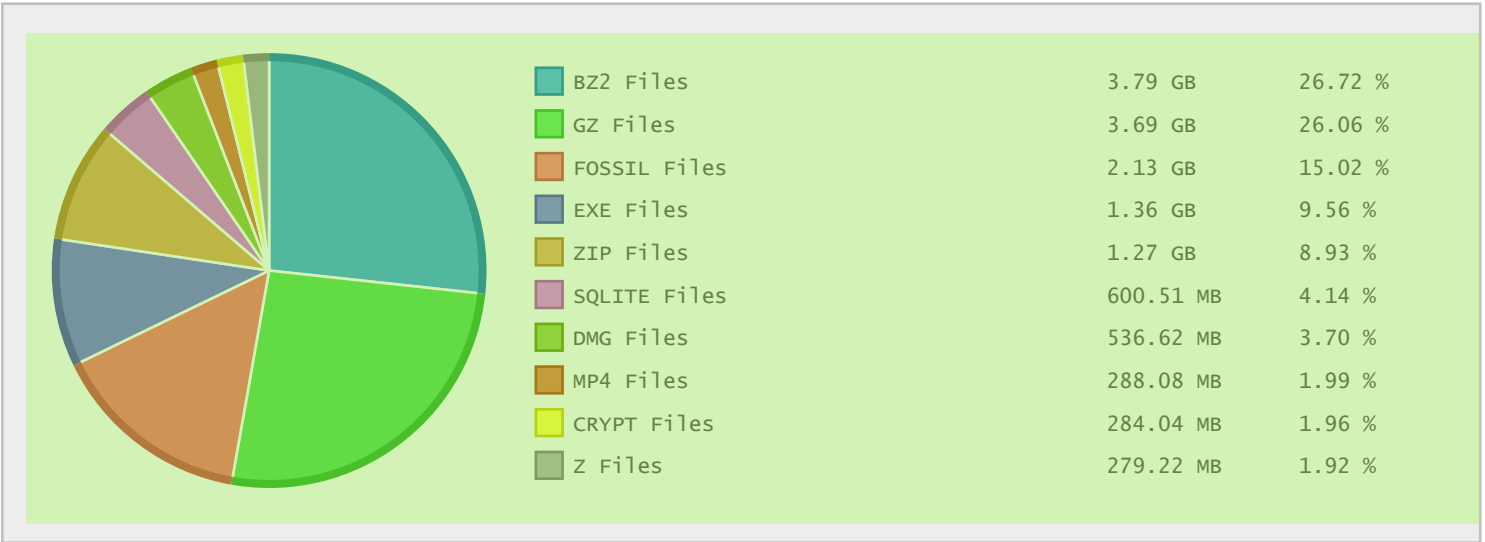 BZ2 Files 3.79 GB 26.72 %
GZ Files 3.69 GB 26.06 %
FOSSIL Files 2.13 GB 15.02 %
EXE Files 1.36 GB 9.56 %
ZIP Files 1.27 GB 8.93 %
SQLITE Files 600.51 MB 4.14 %
DMG Files 536.62 MB 3.70 %
MP4 Files 288.08 MB 1.99 %
CRYPT Files 284.04 MB 1.96 %
Z Files 279.22 MB 1.92 %